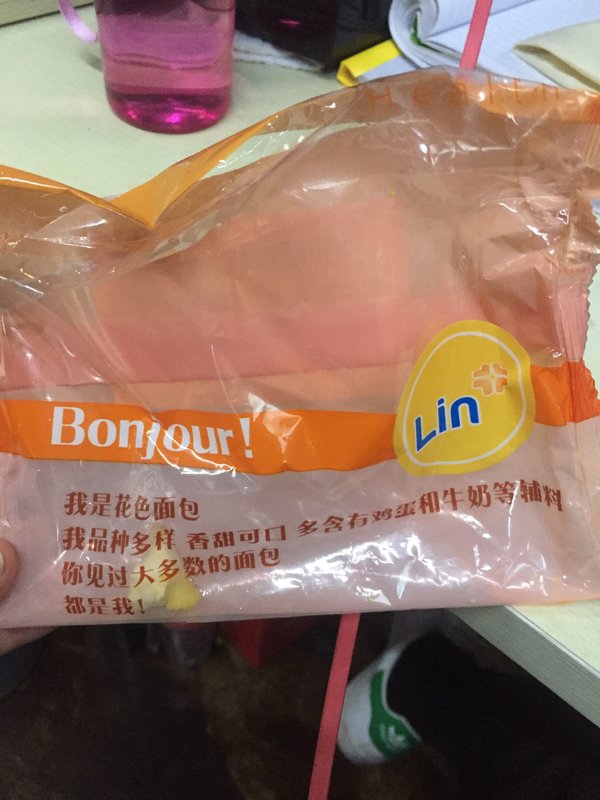 Health
Bonjour!
Lin
我是花色面包
我品种多样 香甜可口 多含有鸡蛋和牛奶等辅料
你见过大多数的面包
都是我!